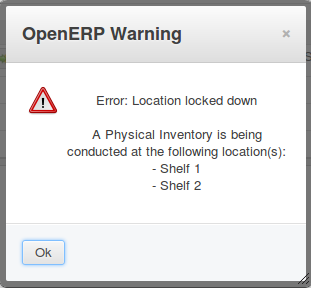 OpenERP Warning
×
Error: Location locked down
A Physical Inventory is being
conducted at the following location(s):
- Shelf 1
- Shelf 2
Ok